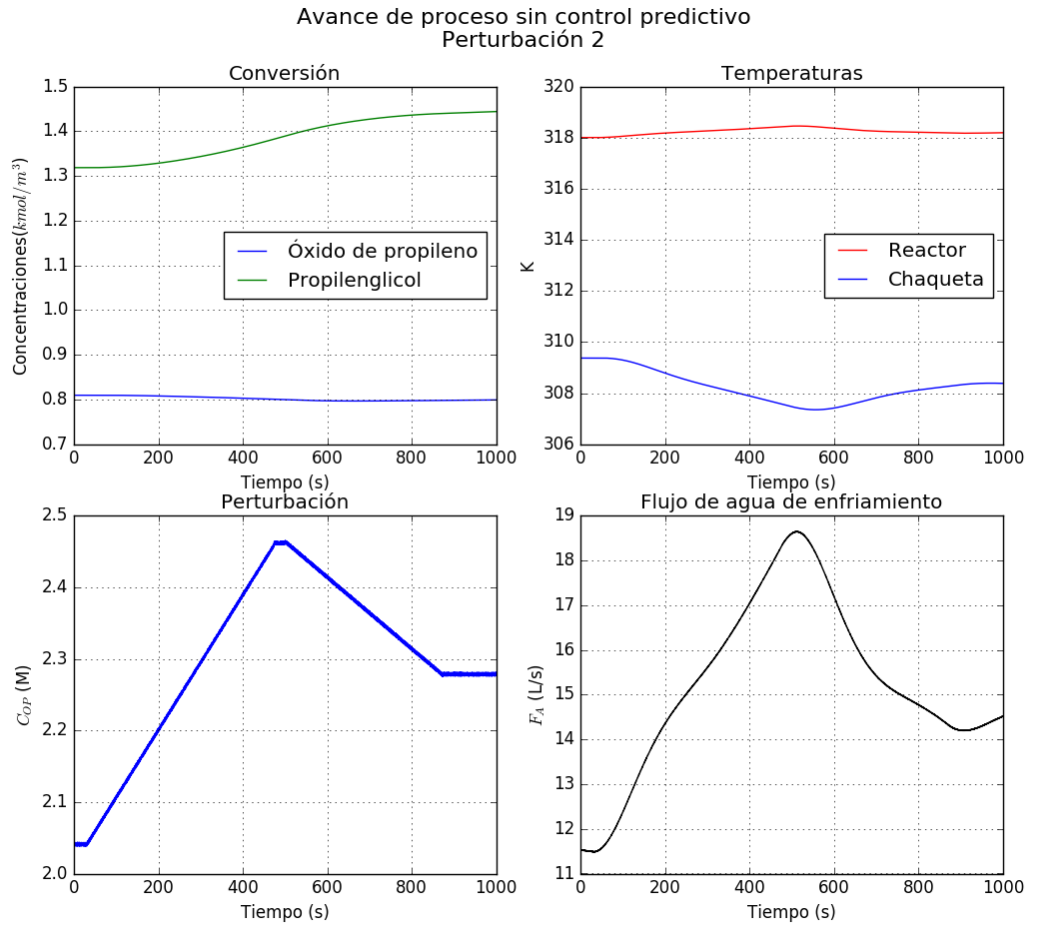 Avance de proceso sin control predictivo
Perturbación 2
Conversión
1.5
1.4
1.3
1.2
1.1
1.0
0.9
0.8
0.7
Concentraciones(kmol/m³)
Óxido de propileno
Propilenglicol
0 200 400 600 800 1000
Tiempo (s)
Temperaturas
320
318
316
314
312
310
308
306
K
Reactor
Chaqueta
0 200 400 600 800 1000
Tiempo (s)
Perturbación
2.5
2.4
2.3
2.2
2.1
2.0
C_OP (M)
0 200 400 600 800 1000
Tiempo (s)
Flujo de agua de enfriamiento
19
18
17
16
15
14
13
12
11
F_A (L/s)
0 200 400 600 800 1000
Tiempo (s)